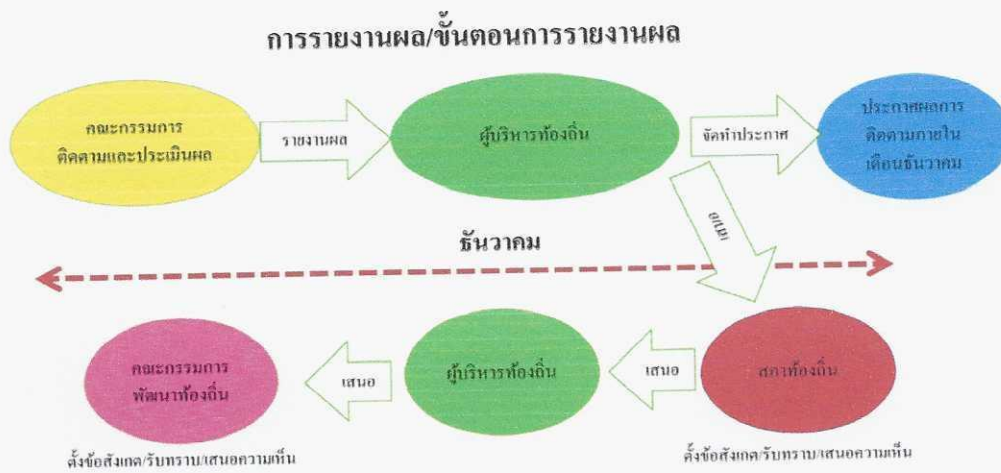 การรายงานผล/ขั้นตอนการรายงานผล
คณะกรรมการ
ติดตามและประเมินผล
รายงานผล
ผู้บริหารท้องถิ่น
จัดทำประกาศ
ประกาศผลการ
ติดตามภายใน
เดือนธันวาคม
เสนอ
ธันวาคม
คณะกรรมการ
พัฒนาท้องถิ่น
เสนอ
ผู้บริหารท้องถิ่น
เสนอ
สภาท้องถิ่น
ตั้งข้อสังเกต/รับทราบ/เสนอความเห็น
ตั้งข้อสังเกต/รับทราบ/เสนอความเห็น